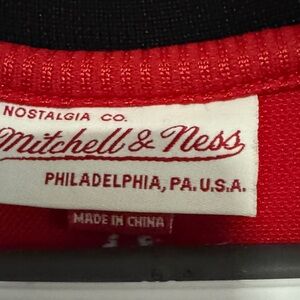 NOSTALGIA CO.
Mitchell & Ness
PHILADELPHIA, PA. U.S.A.
MADE IN CHINA